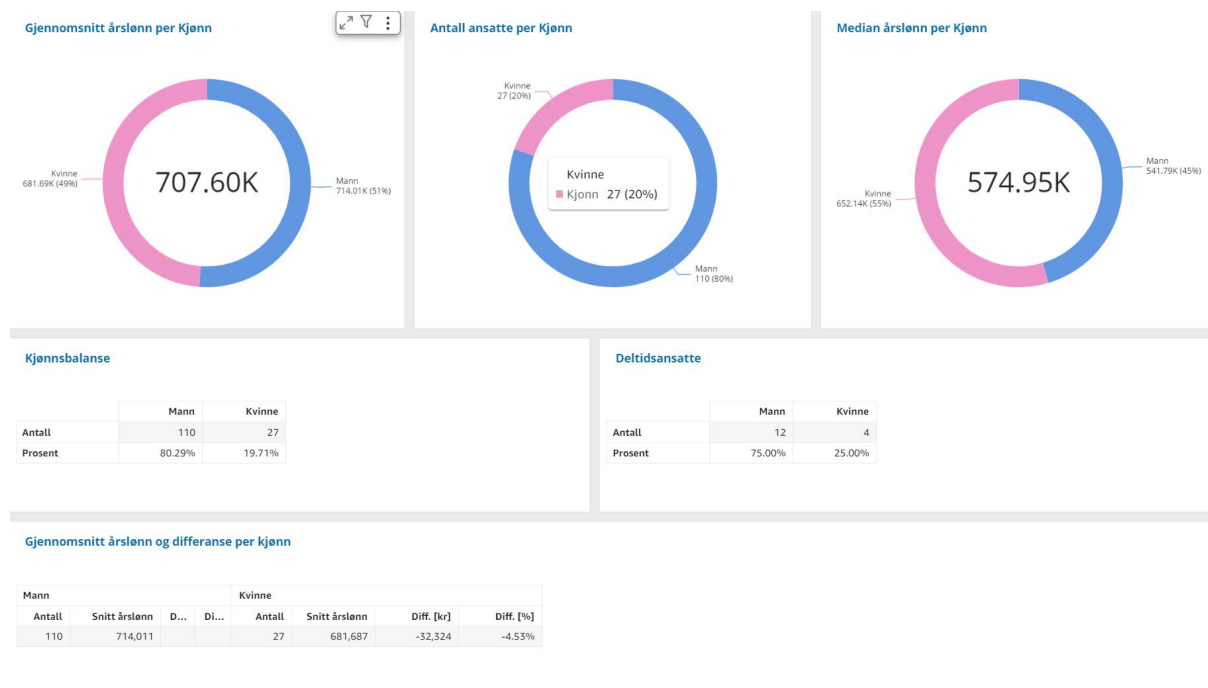 Gjennomsnitt årslønn per Kjønn
Kvinne
681.69K (49%)
707.60K
Mann
714.01K (51%)
Antall ansatte per Kjønn
Kvinne
27 (20%)
Kvinne
Kjonn 27 (20%)
Mann
110 (80%)
Median årslønn per Kjønn
Mann
541.79K (45%)
574.95K
Kvinne
652.14K (55%)
Kjønnsbalanse
Mann Kvinne
Antall 110 27
Prosent 80.29% 19.71%
Deltidsansatte
Mann Kvinne
Antall 12 4
Prosent 75.00% 25.00%
Gjennomsnitt årslønn og differanse per kjønn
Mann Kvinne
Antall Snitt årslønn D... Di... Antall Snitt årslønn Diff. [kr] Diff. [%]
110 714,011 27 681,687 -32,324 -4.53%